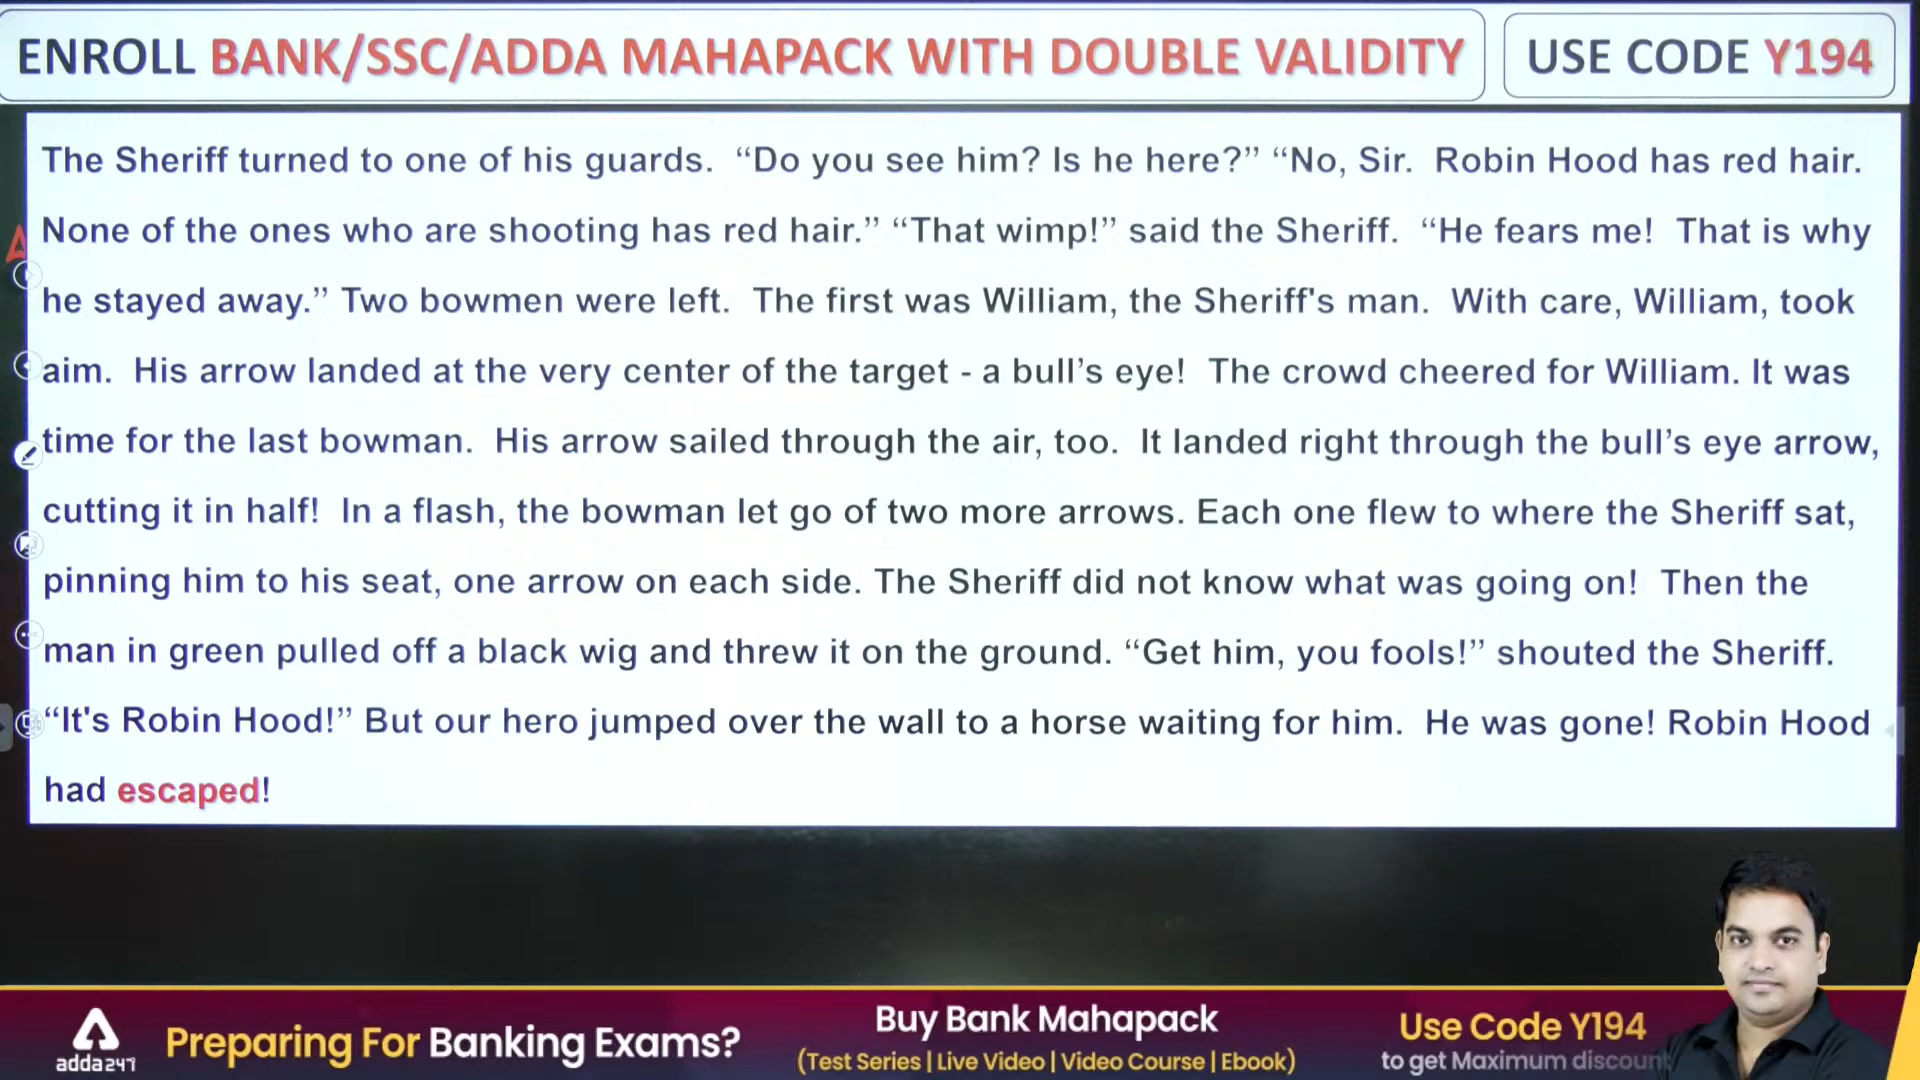 ENROLL BANK/SSC/ADDA MAHAPACK WITH DOUBLE VALIDITY
USE CODE Y194
The Sheriff turned to one of his guards. “Do you see him? Is he here?” “No, Sir. Robin Hood has red hair.
None of the ones who are shooting has red hair.” “That wimp!” said the Sheriff. “He fears me! That is why
he stayed away.” Two bowmen were left. The first was William, the Sheriff's man. With care, William, took
aim. His arrow landed at the very center of the target - a bull’s eye! The crowd cheered for William. It was
time for the last bowman. His arrow sailed through the air, too. It landed right through the bull’s eye arrow,
cutting it in half! In a flash, the bowman let go of two more arrows. Each one flew to where the Sheriff sat,
pinning him to his seat, one arrow on each side. The Sheriff did not know what was going on! Then the
man in green pulled off a black wig and threw it on the ground. “Get him, you fools!” shouted the Sheriff.
“It's Robin Hood!” But our hero jumped over the wall to a horse waiting for him. He was gone! Robin Hood
had escaped!
adda247
Preparing For Banking Exams?
Buy Bank Mahapack
(Test Series | Live Video | Video Course | Ebook)
Use Code Y194
to get Maximum discount